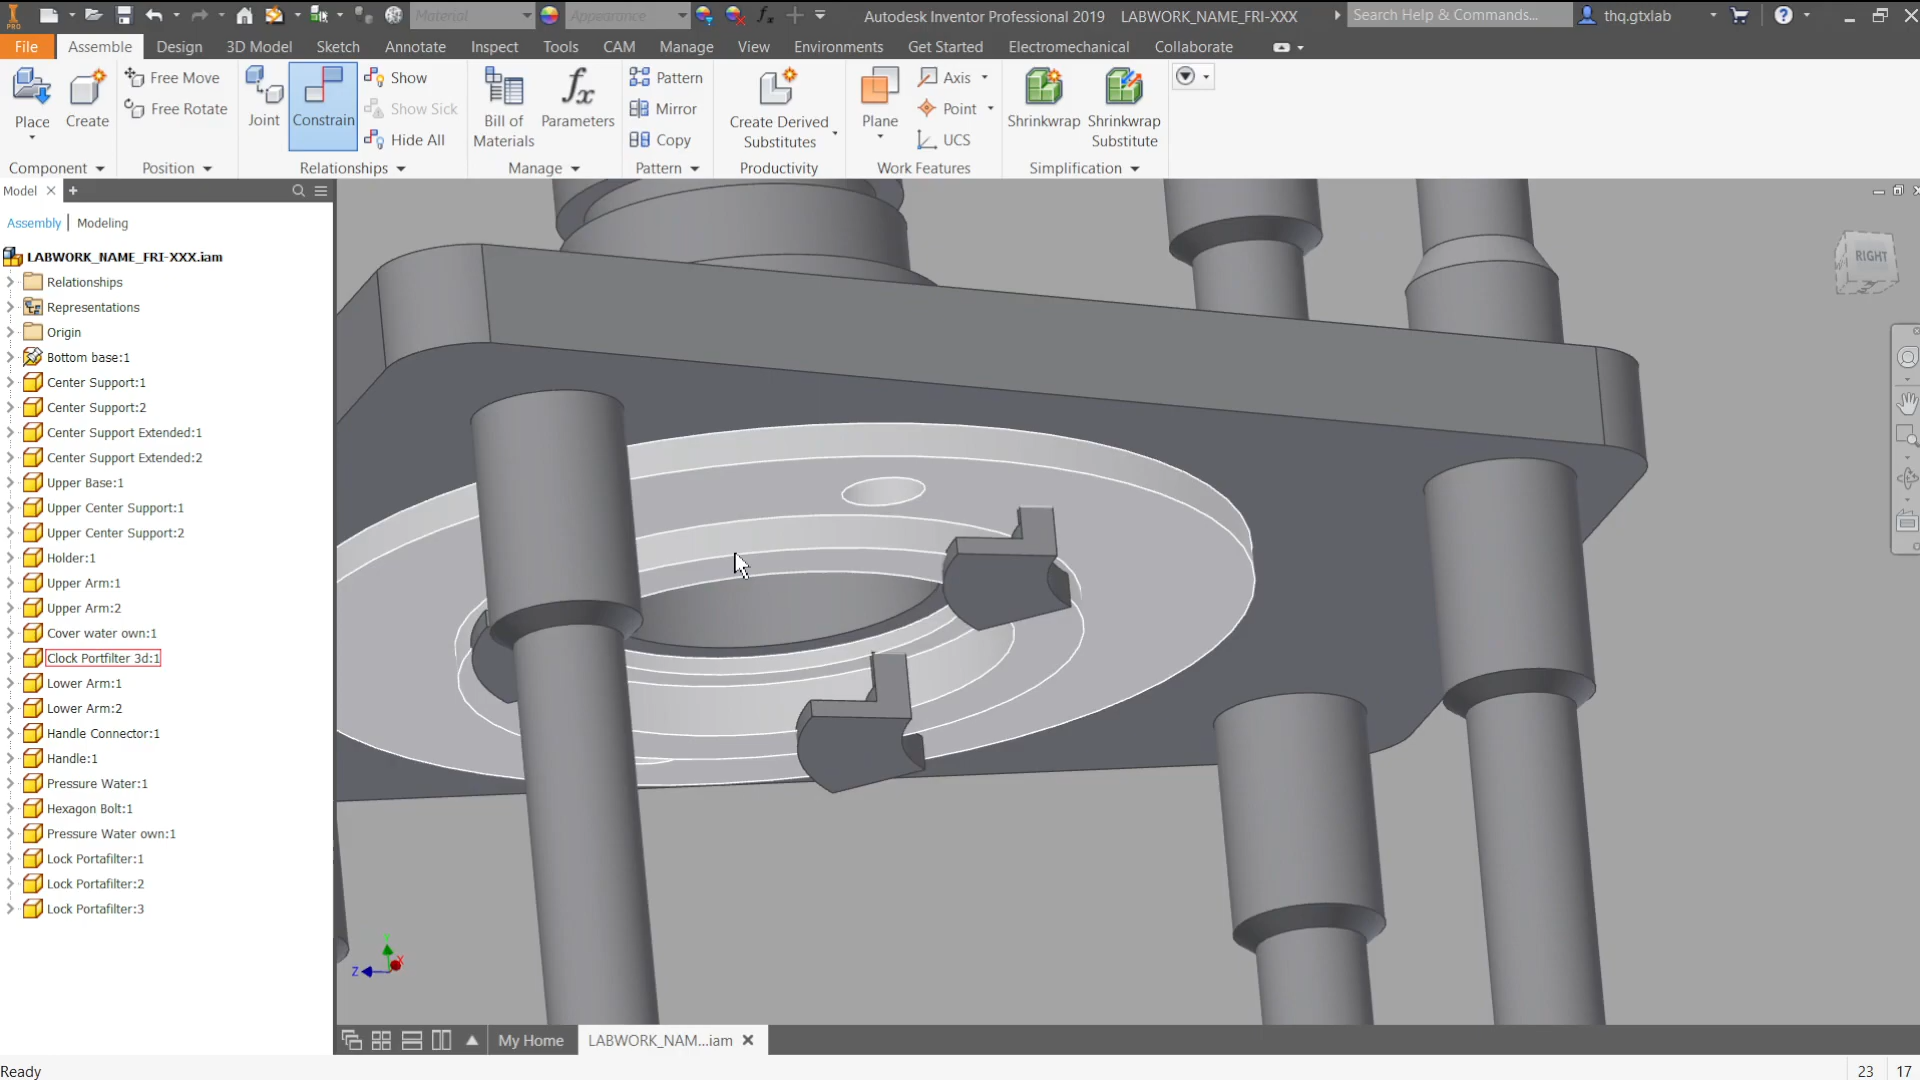 PRO
Material
Appearance
Autodesk Inventor Professional 2019 LABWORK_NAME_FRI-XXX
Search Help & Commands...
thq.gtxlab
File
Assemble
Design
3D Model
Sketch
Annotate
Inspect
Tools
CAM
Manage
View
Environments
Get Started
Electromechanical
Collaborate
Place
Create
Free Move
Free Rotate
Joint
Constrain
Show
Show Sick
Hide All
Bill of
Materials
Parameters
Pattern
Mirror
Copy
Create Derived
Substitutes
Plane
Axis
Point
UCS
Shrinkwrap
Shrinkwrap
Substitute
Component
Position
Relationships
Manage
Pattern
Productivity
Work Features
Simplification
Model
Assembly | Modeling
LABWORK_NAME_FRI-XXX.iam
Relationships
Representations
Origin
Bottom base:1
Center Support:1
Center Support:2
Center Support Extended:1
Center Support Extended:2
Upper Base:1
Upper Center Support:1
Upper Center Support:2
Holder:1
Upper Arm:1
Upper Arm:2
Cover water own:1
Clock Portfilter 3d:1
Lower Arm:1
Lower Arm:2
Handle Connector:1
Handle:1
Pressure Water:1
Hexagon Bolt:1
Pressure Water own:1
Lock Portafilter:1
Lock Portafilter:2
Lock Portafilter:3
RIGHT
Y
X
Z
My Home
LABWORK_NAM...iam
Ready
23
17